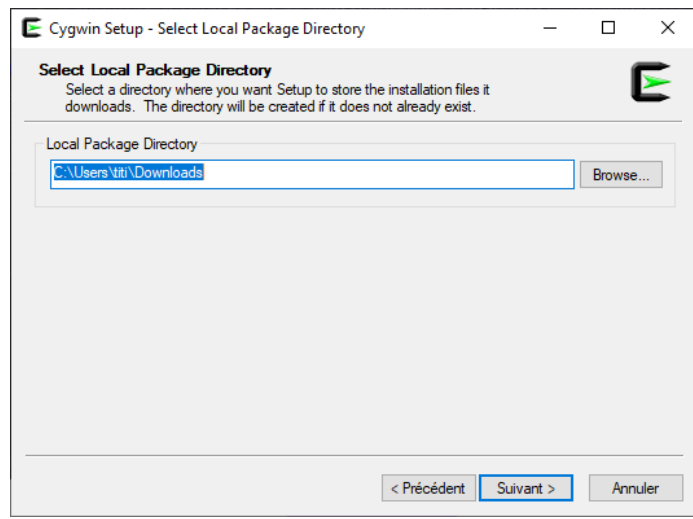 Cygwin Setup - Select Local Package Directory
Select Local Package Directory
Select a directory where you want Setup to store the installation files it
downloads. The directory will be created if it does not already exist.
Local Package Directory
C:\Users\titi\Downloads
Browse...
< Précédent
Suivant >
Annuler